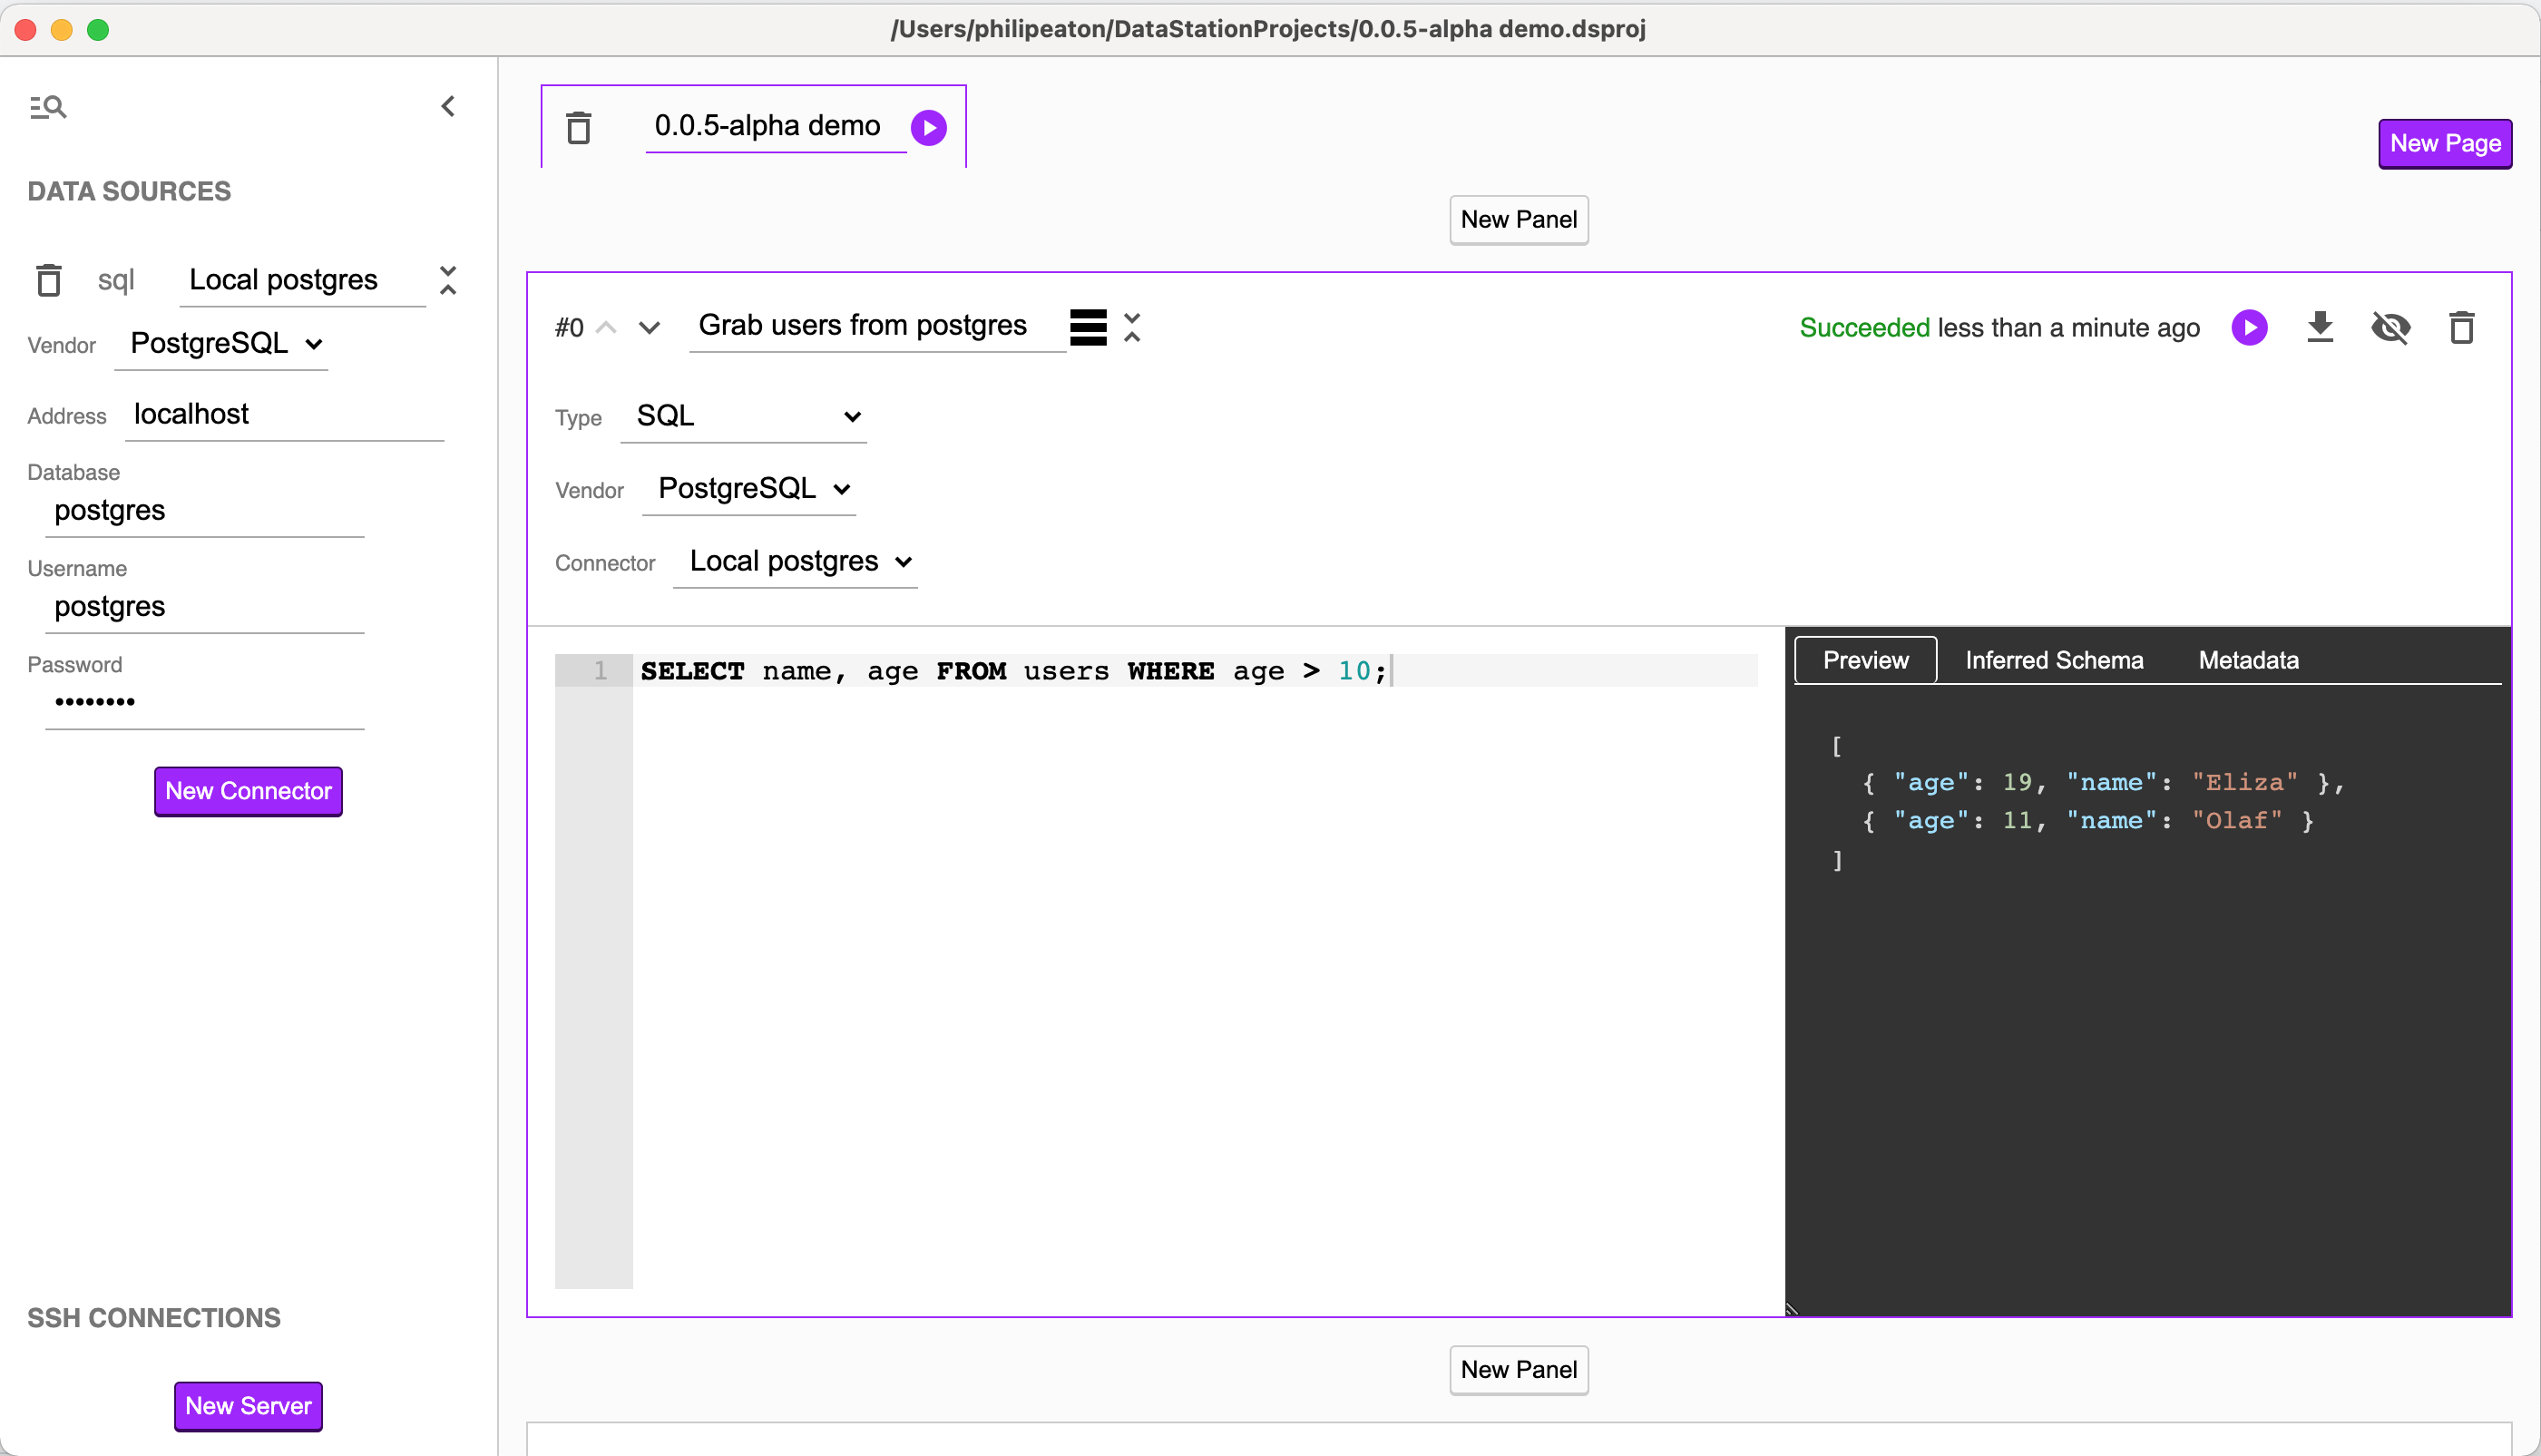 /Users/philipeaton/DataStationProjects/0.0.5-alpha demo.dsproj
DATA SOURCES
sql Local postgres
Vendor PostgreSQL
Address localhost
Database
postgres
Username
postgres
Password
••••••••
New Connector
SSH CONNECTIONS
New Server
0.0.5-alpha demo
New Page
New Panel
#0 Grab users from postgres
Succeeded less than a minute ago
Type SQL
Vendor PostgreSQL
Connector Local postgres
1 SELECT name, age FROM users WHERE age > 10;
Preview Inferred Schema Metadata
[
{ "age": 19, "name": "Eliza" },
{ "age": 11, "name": "Olaf" }
]
New Panel